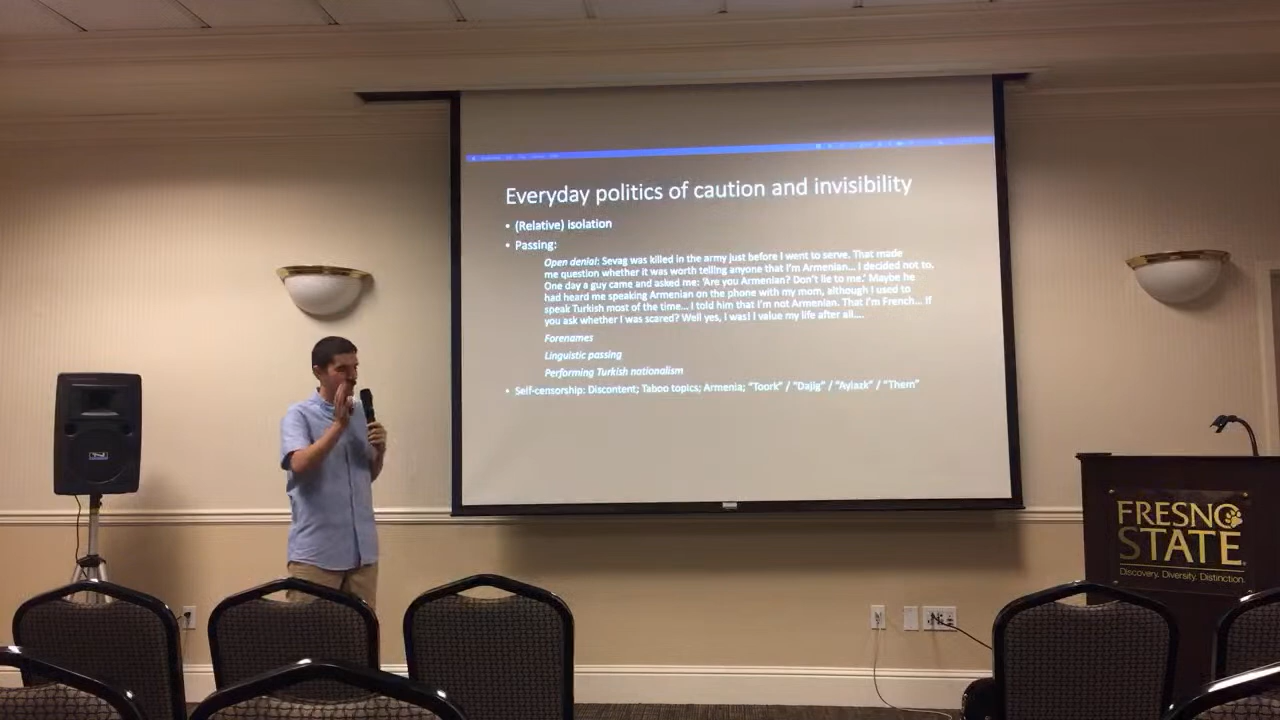 Everyday politics of caution and invisibility
• (Relative) isolation
• Passing:
Open denial: Sevag was killed in the army just before I went to serve. That made
me question whether it was worth telling anyone that I'm Armenian... I decided not to.
One day a guy came and asked me: 'Are you Armenian? Don't lie to me.' Maybe he
had heard me speaking Armenian on the phone with my mom, although I used to
speak Turkish most of the time... I told him that I'm not Armenian. That I'm French... If
you ask whether I was scared? Well yes, I was! I value my life after all....
Forenames
Linguistic passing
Performing Turkish nationalism
• Self-censorship: Discontent; Taboo topics; Armenia; "Toork" / "Dajig" / "Aylazk" / "Them"
FRESNO
STATE
Discovery. Diversity. Distinction.